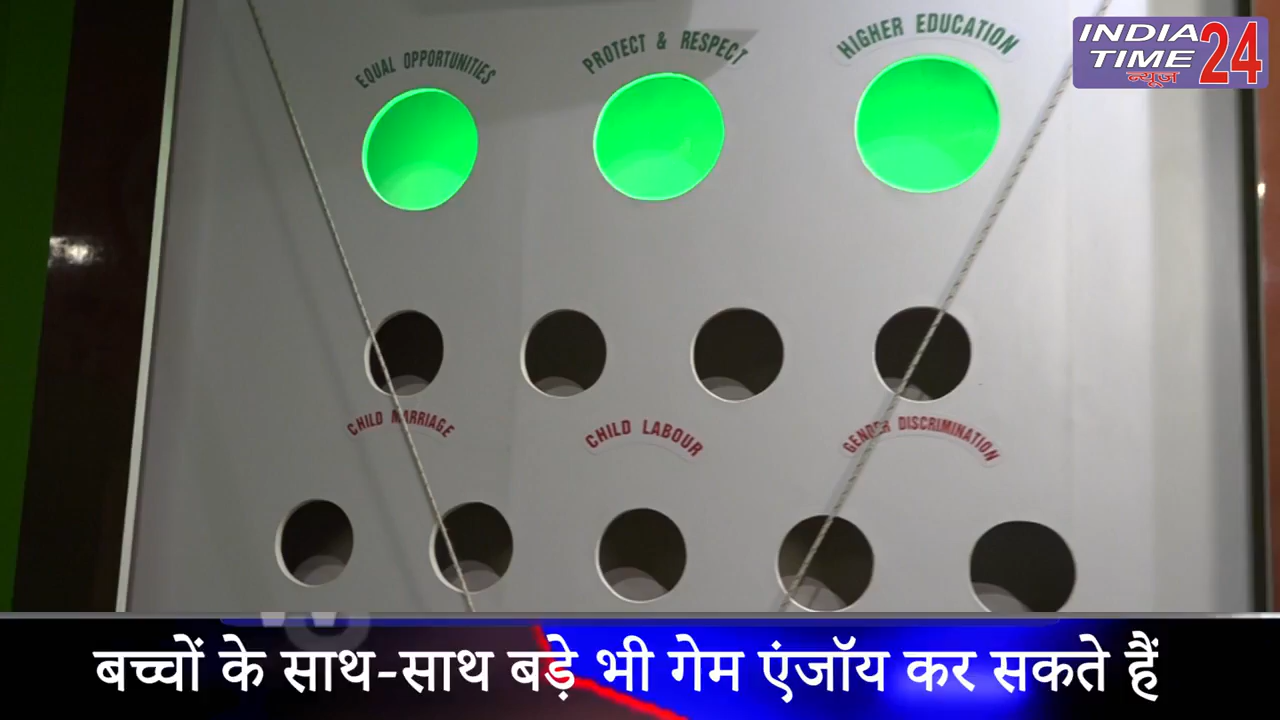 EQUAL OPPORTUNITIES
PROTECT & RESPECT
HIGHER EDUCATION
INDIA
TIME 24
न्यूज
CHILD MARRIAGE
CHILD LABOUR
GENDER DISCRIMINATION
बच्चों के साथ-साथ बड़े भी गेम एंजॉय कर सकते हैं